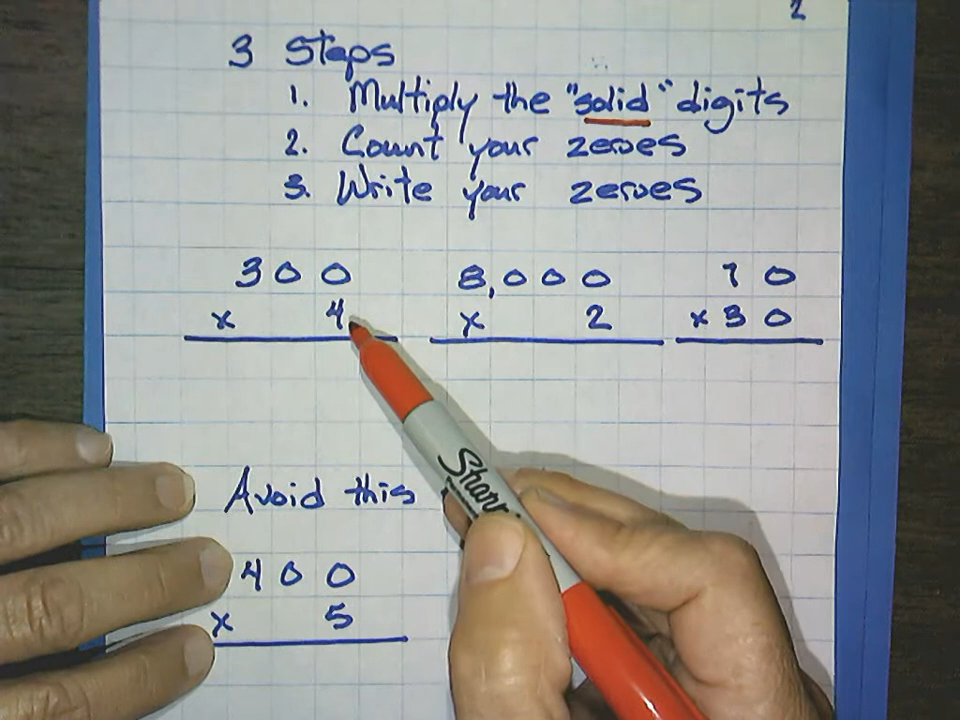 2
3 Steps
1. Multiply the "solid" digits
2. Count your zeroes
3. Write your zeroes
300 8,000 70
x 4 x 2 x 30
Avoid this
400
x 5